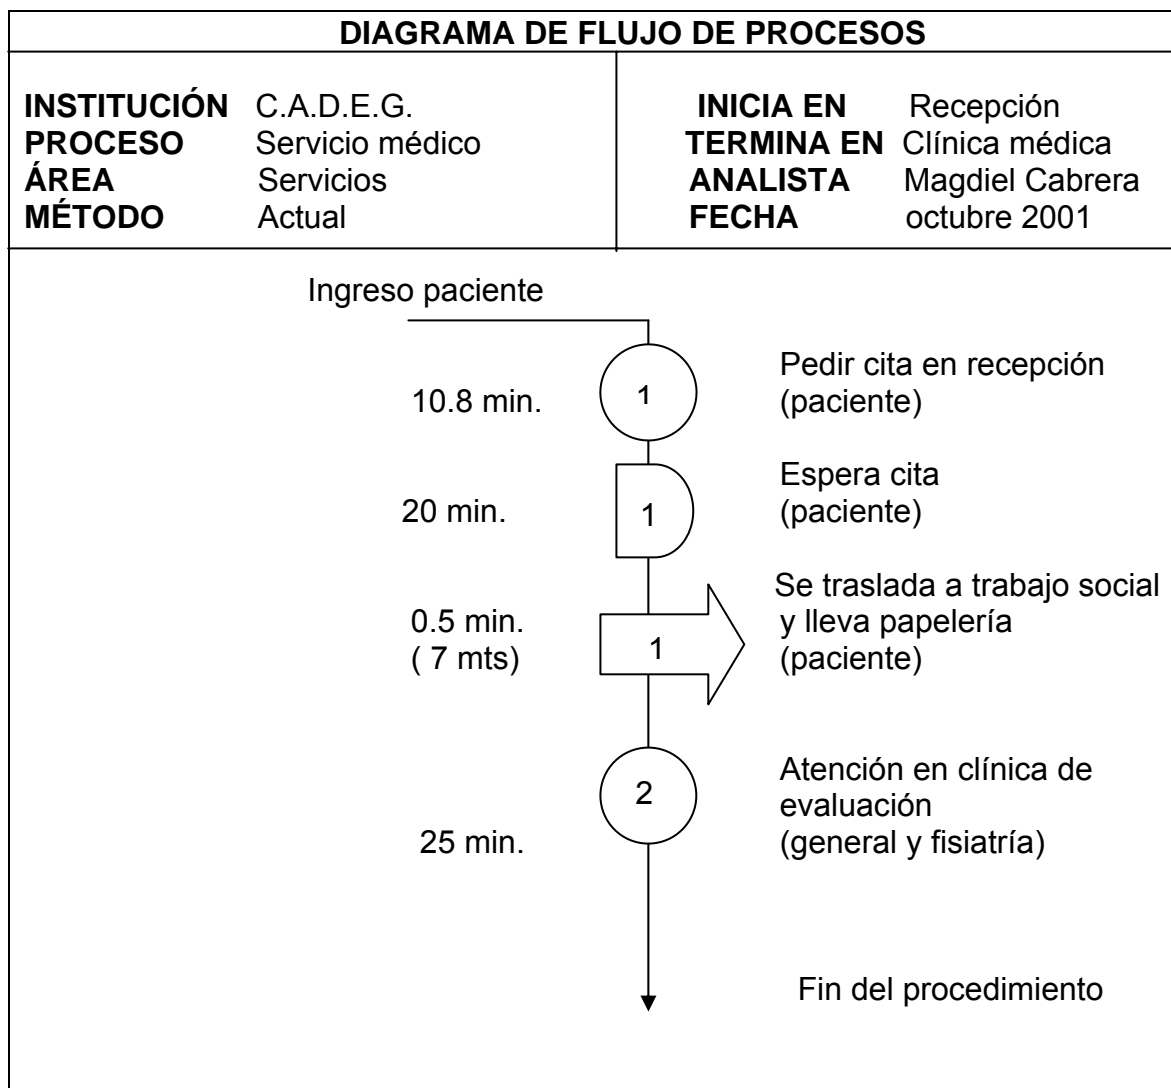 DIAGRAMA DE FLUJO DE PROCESOS
INSTITUCIÓN C.A.D.E.G.
PROCESO Servicio médico
ÁREA Servicios
MÉTODO Actual
INICIA EN Recepción
TERMINA EN Clínica médica
ANALISTA Magdiel Cabrera
FECHA octubre 2001
Ingreso paciente
10.8 min.
1
Pedir cita en recepción
(paciente)
20 min.
1
Espera cita
(paciente)
0.5 min.
( 7 mts)
1
Se traslada a trabajo social
y lleva papelería
(paciente)
25 min.
2
Atención en clínica de
evaluación
(general y fisiatría)
Fin del procedimiento